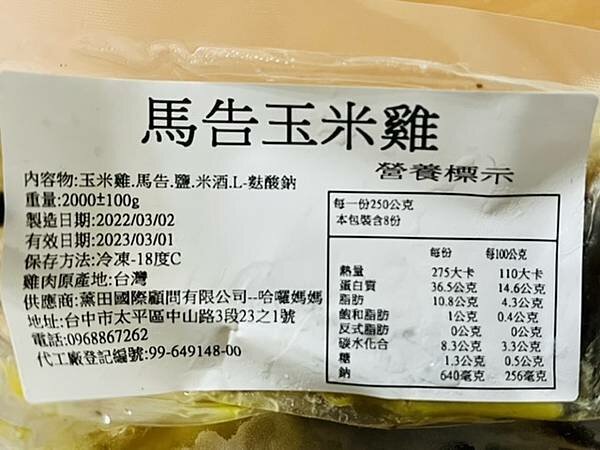 馬告玉米雞
內容物:玉米雞.馬告.鹽.米酒.L-麩酸鈉
重量:2000±100g
製造日期:2022/03/02
有效日期:2023/03/01
保存方法:冷凍-18度C
雞肉原產地:台灣
供應商:薰田國際顧問有限公司--哈囉媽媽
地址:台中市太平區中山路3段23之1號
電話:0968867262
代工廠登記編號:99-649148-00
營養標示
每一份250公克
本包裝含8份
每份 每100公克
熱量 275大卡 110大卡
蛋白質 36.5公克 14.6公克
脂肪 10.8公克 4.3公克
飽和脂肪 1公克 0.4公克
反式脂肪 0公克 0公克
碳水化合 8.3公克 3.3公克
糖 1.3公克 0.5公克
鈉 640毫克 256毫克